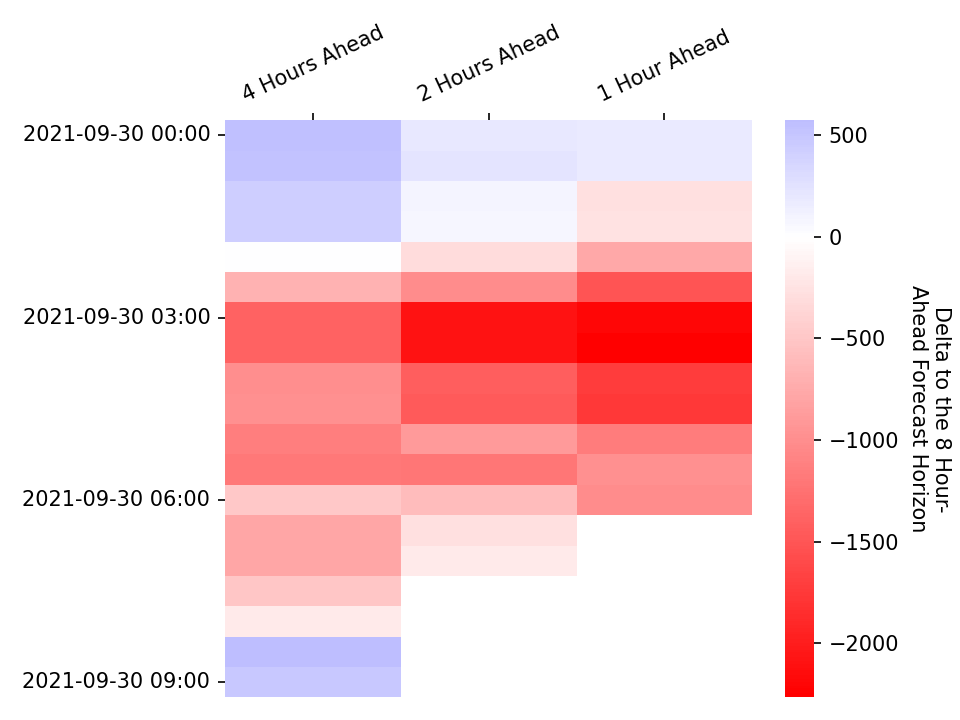 4 Hours Ahead
2 Hours Ahead
1 Hour Ahead
2021-09-30 00:00
2021-09-30 03:00
2021-09-30 06:00
2021-09-30 09:00
500
0
−500
−1000
−1500
−2000
Delta to the 8 Hour-
Ahead Forecast Horizon